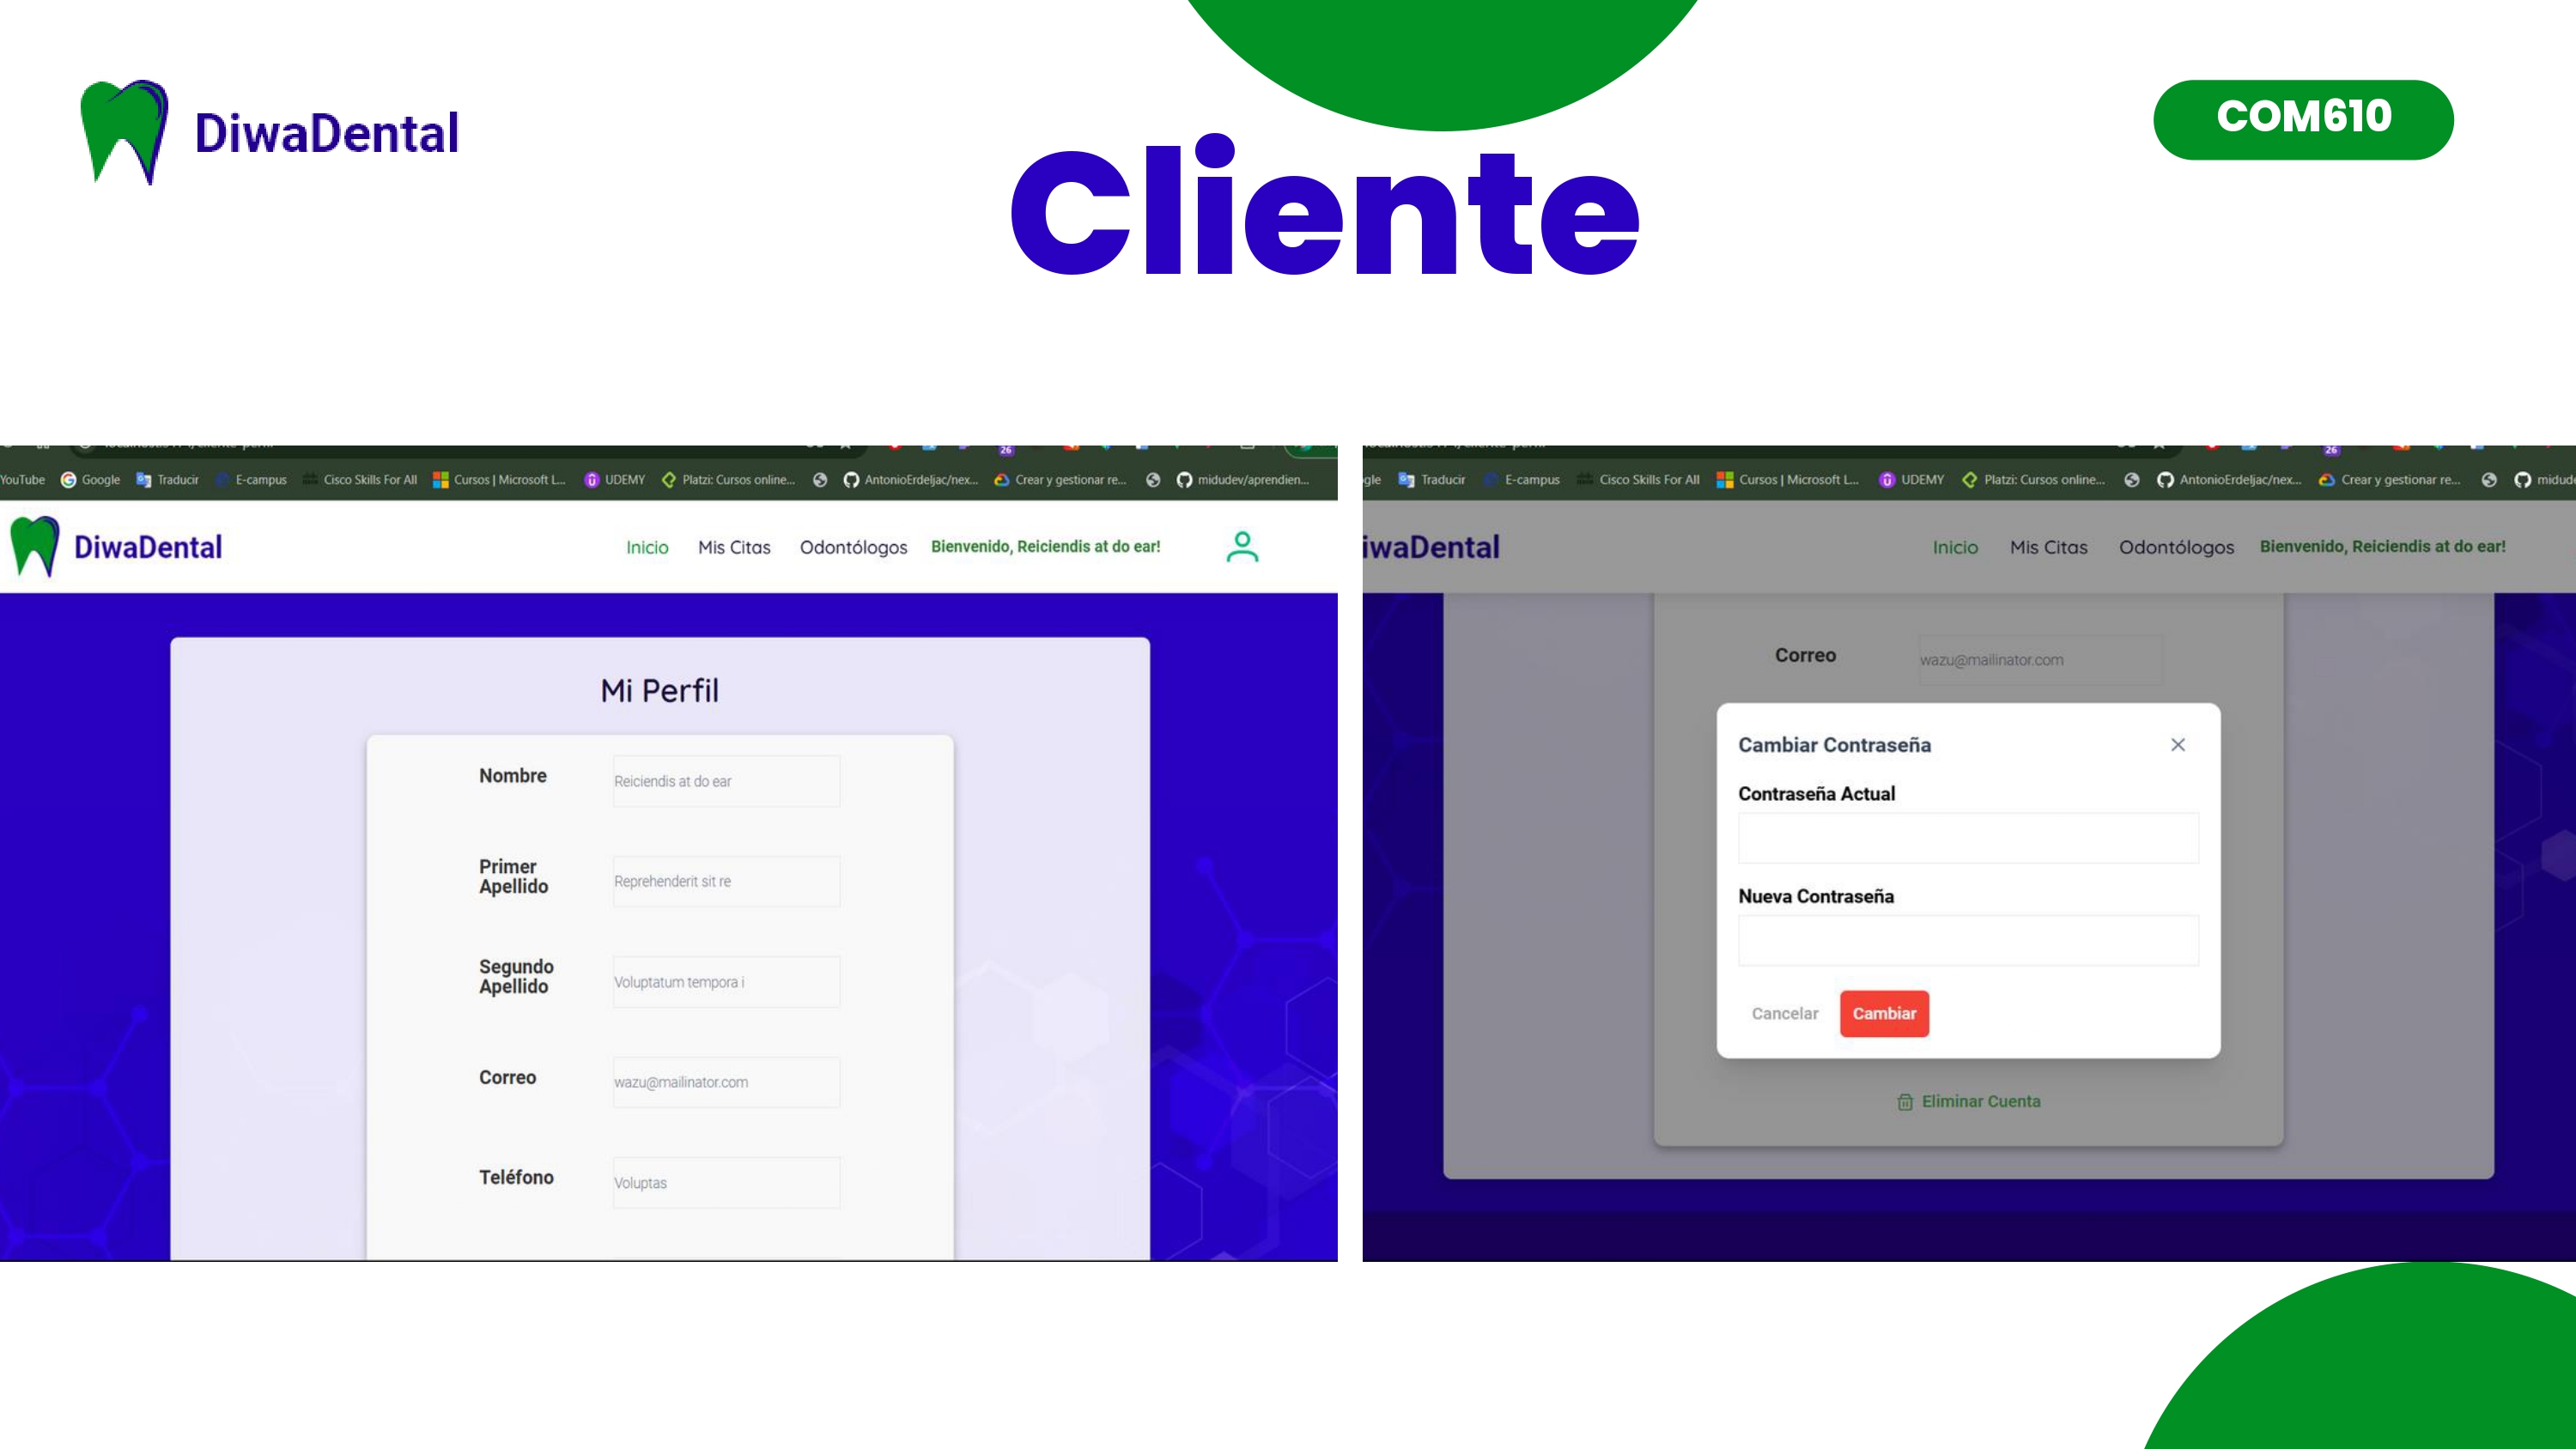 DiwaDental
COM610
Cliente
YouTube Google Traducir E-campus Cisco Skills For All Cursos | Microsoft L... UDEMY Platzi: Cursos online... AntonioErdeljac/nex... Crear y gestionar re... midudev/aprendien...
DiwaDental
Inicio Mis Citas Odontólogos Bienvenido, Reiciendis at do ear!
Mi Perfil
Nombre Reiciendis at do ear
Primer
Apellido
Reprehenderit sit re
Segundo
Apellido
Voluptatum tempora i
Correo wazu@mailinator.com
Teléfono Voluptas
26
gle Traducir E-campus Cisco Skills For All Cursos | Microsoft L... UDEMY Platzi: Cursos online... AntonioErdeljac/nex... Crear y gestionar re... midude
26
iwaDental
Inicio Mis Citas Odontólogos Bienvenido, Reiciendis at do ear!
Correo wazu@mailinator.com
Cambiar Contraseña
Contraseña Actual
Nueva Contraseña
Cancelar Cambiar
Eliminar Cuenta